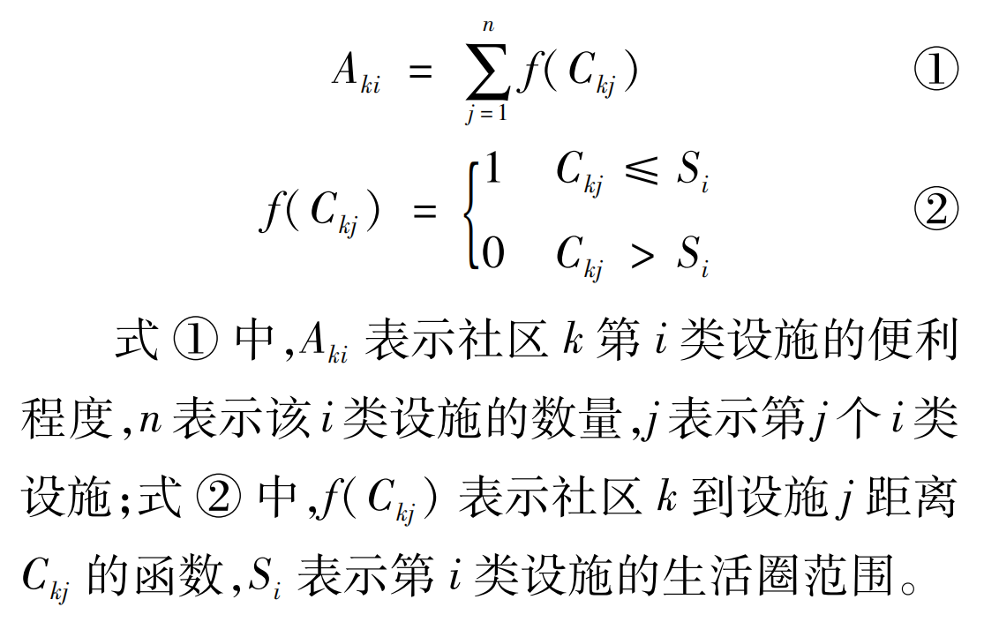 A_{ki} = \sum_{j=1}^{n} f(C_{kj}) ①
f(C_{kj}) = \begin{cases} 1 & C_{kj} \leqslant S_i \\ 0 & C_{kj} > S_i \end{cases} ②
式①中,A_{ki} 表示社区 k 第 i 类设施的便利
程度,n 表示该 i 类设施的数量,j 表示第 j 个 i 类
设施;式②中,f(C_{kj}) 表示社区 k 到设施 j 距离
C_{kj} 的函数,S_i 表示第 i 类设施的生活圈范围。